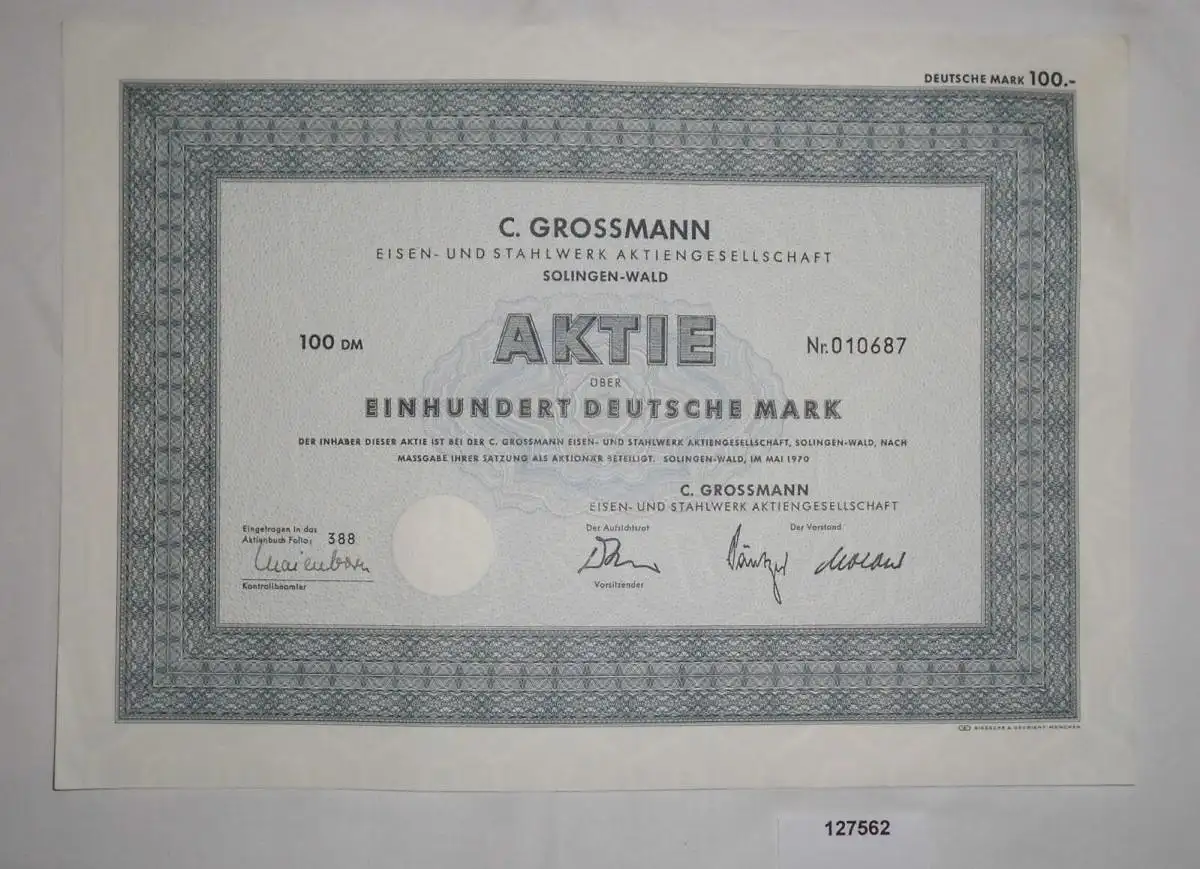 DEUTSCHE MARK 100.-
C. GROSSMANN
EISEN- UND STAHLWERK AKTIENGESELLSCHAFT
SOLINGEN-WALD
100 DM
AKTIE
Nr. 010687
ÜBER
EINHUNDERT DEUTSCHE MARK
DER INHABER DIESER AKTIE IST BEI DER C. GROSSMANN EISEN- UND STAHLWERK AKTIENGESELLSCHAFT, SOLINGEN-WALD, NACH
MASSGABE IHRER SATZUNG ALS AKTIONÄR BETEILIGT. SOLINGEN-WALD, IM MAI 1970
C. GROSSMANN
EISEN- UND STAHLWERK AKTIENGESELLSCHAFT
Eingetragen in das
Aktienbuch Folio: 388
Kontrollbeamter
Der Aufsichtsrat
Vorsitzender
Der Vorstand
GIESECKE & DEVRIENT MÜNCHEN
127562